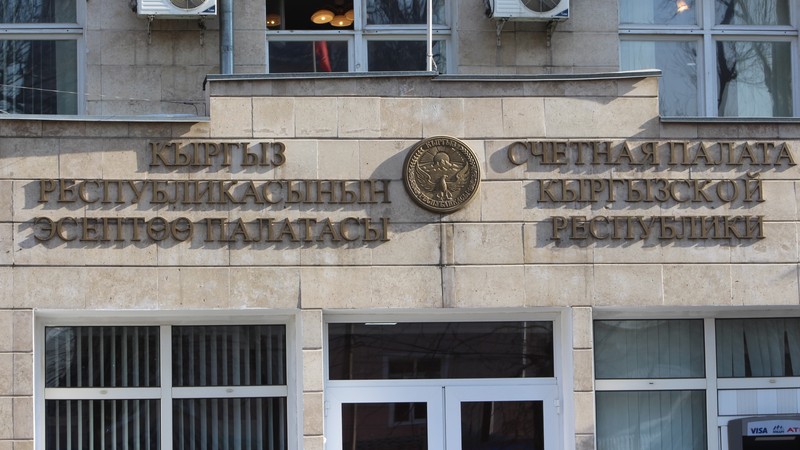 КЫРГЫЗ
РЕСПУБЛИКАСЫНЫН
ЭСЕПТӨӨ ПАЛАТАСЫ
СЧЕТНАЯ ПАЛАТА
КЫРГЫЗСКОЙ
РЕСПУБЛИКИ
VISA